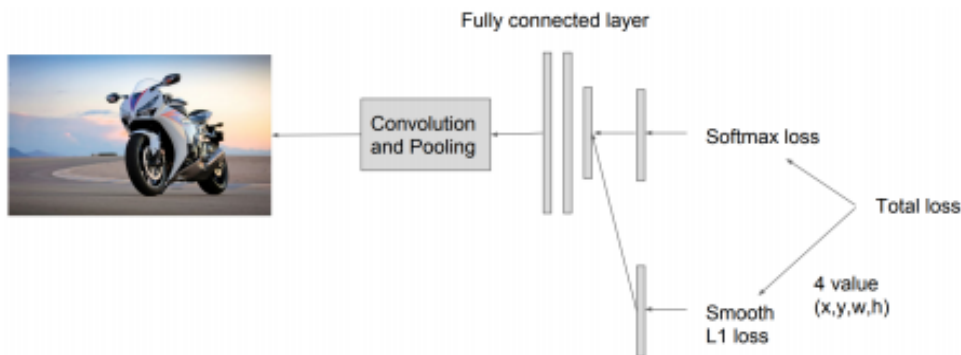 Fully connected layer
Convolution
and Pooling
Softmax loss
Total loss
4 value
(x,y,w,h)
Smooth
L1 loss